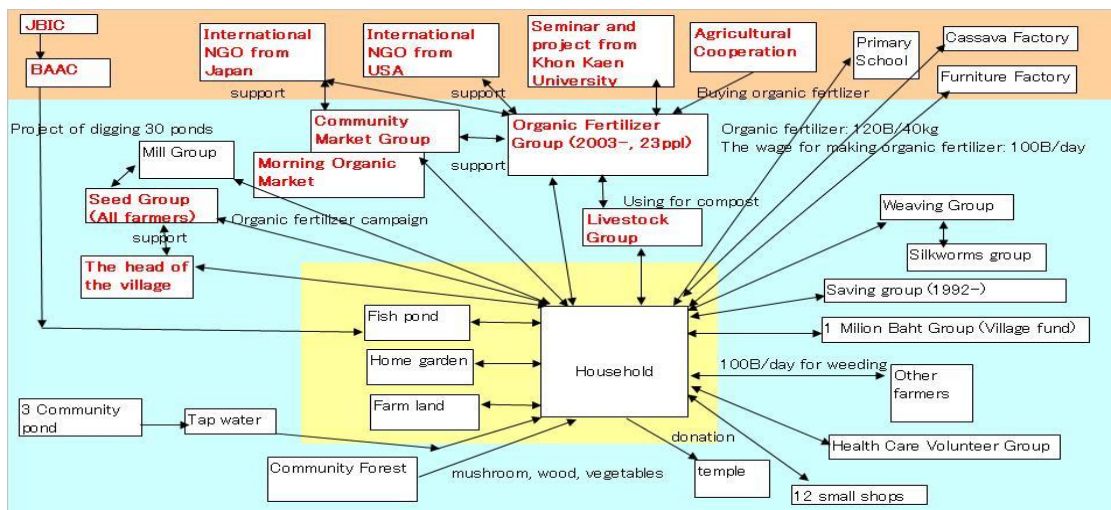 JBIC
BAAC
International
NGO from
Japan
International
NGO from
USA
Seminar and
project from
Khon Kaen
University
Agricultural
Cooperation
Primary
School
Cassava Factory
Furniture Factory
support
support
Buying organic fertlizer
Project of digging 30 ponds
Mill Group
Community
Market Group
Morning Organic
Market
support
Organic Fertilizer
Group (2003-, 23ppl)
Organic fertilizer: 120B/40kg
The wage for making organic fertilizer: 100B/day
Seed Group
(All farmers)
Organic fertilizer campaign
Using for compost
Livestock
Group
Weaving Group
support
Silkworms group
The head of
the village
Saving group (1992-)
Fish pond
1 Milion Baht Group (Village fund)
Home garden
Household
100B/day for weeding
Other
farmers
Farm land
3 Community
pond
Tap water
donation
Health Care Volunteer Group
Community Forest
mushroom, wood, vegetables
temple
12 small shops